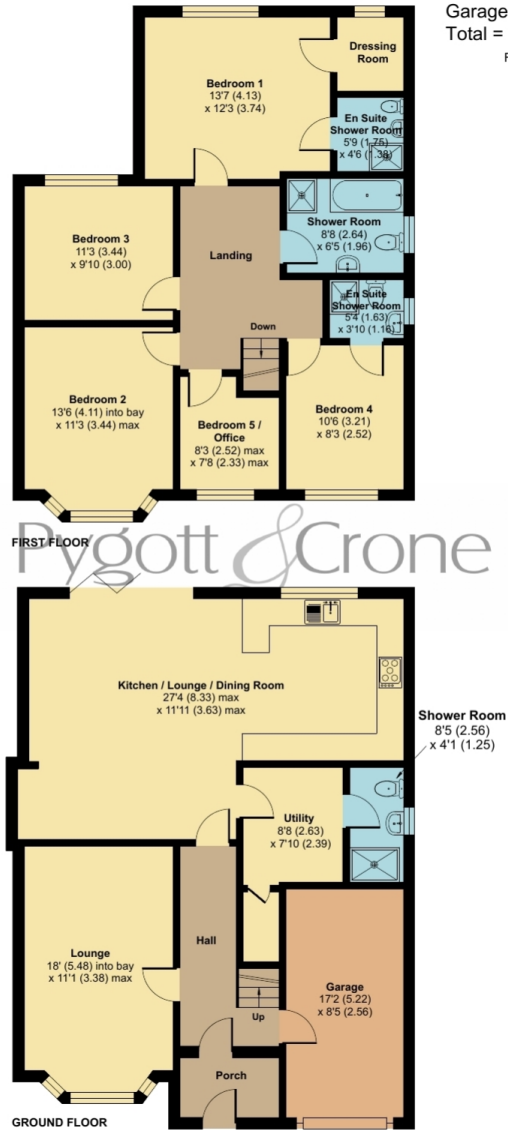 Garage
Total =
F
Dressing
Room
Bedroom 1
13'7 (4.13)
x 12'3 (3.74)
En Suite
Shower Room
5'9 (1.75)
x 4'6 (1.38)
Shower Room
8'8 (2.64)
x 6'5 (1.96)
Bedroom 3
11'3 (3.44)
x 9'10 (3.00)
Landing
En Suite
Shower Room
5'4 (1.63)
x 3'10 (1.16)
Down
Bedroom 2
13'6 (4.11) into bay
x 11'3 (3.44) max
Bedroom 5 /
Office
8'3 (2.52) max
x 7'8 (2.33) max
Bedroom 4
10'6 (3.21)
x 8'3 (2.52)
Pygott & Crone
FIRST FLOOR
Kitchen / Lounge / Dining Room
27'4 (8.33) max
x 11'11 (3.63) max
Shower Room
8'5 (2.56)
x 4'1 (1.25)
Utility
8'8 (2.63)
x 7'10 (2.39)
Hall
Lounge
18' (5.48) into bay
x 11'1 (3.38) max
Garage
17'2 (5.22)
x 8'5 (2.56)
Up
Porch
GROUND FLOOR